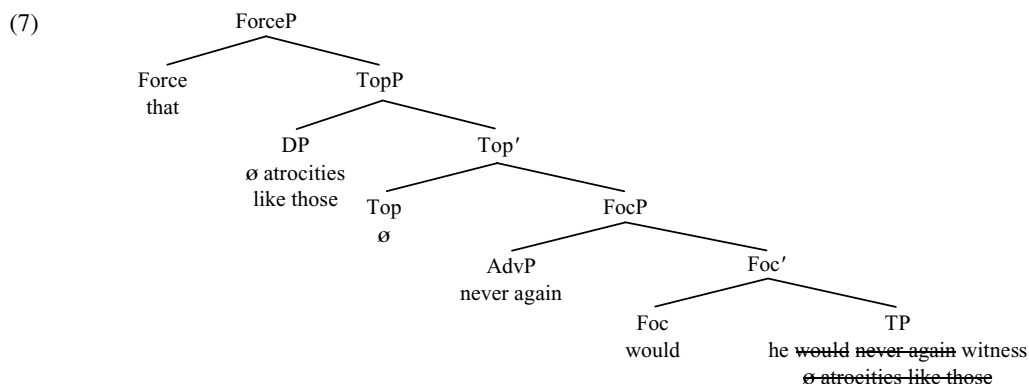 (7)
ForceP
Force TopP
that
DP Top′
ø atrocities
like those
Top FocP
ø
AdvP Foc′
never again
Foc TP
would he would never again witness
ø atrocities like those